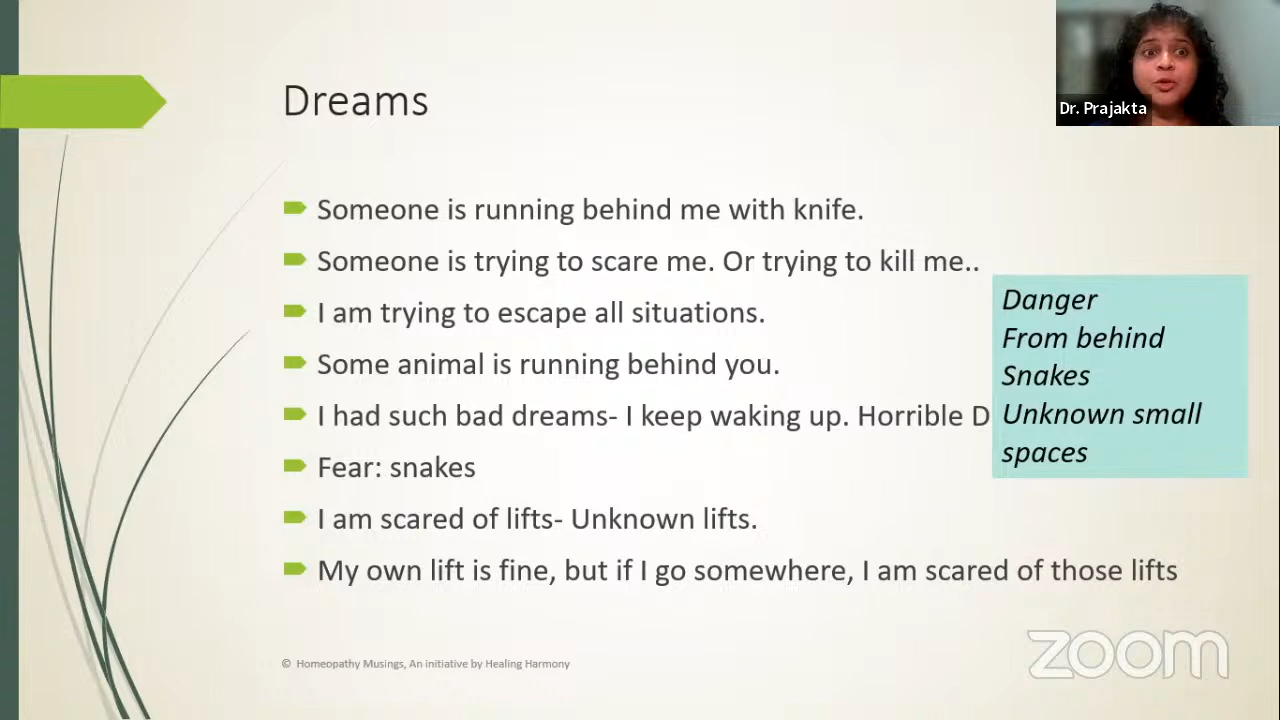 Dr. Prajakta
Dreams
Someone is running behind me with knife.
Someone is trying to scare me. Or trying to kill me..
I am trying to escape all situations.
Some animal is running behind you.
I had such bad dreams- I keep waking up. Horrible D
Fear: snakes
I am scared of lifts- Unknown lifts.
My own lift is fine, but if I go somewhere, I am scared of those lifts
Danger
From behind
Snakes
Unknown small
spaces
© Homeopathy Musings, An initiative by Healing Harmony
zoom